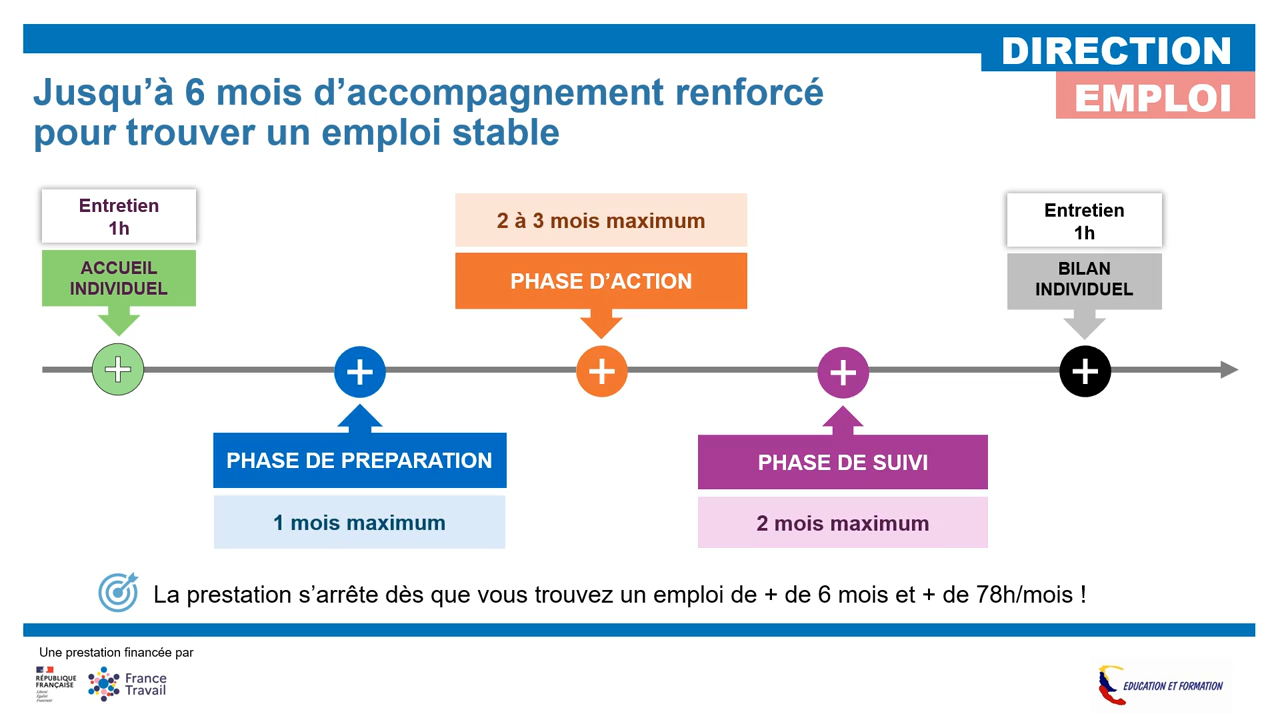 DIRECTION
EMPLOI
Jusqu’à 6 mois d’accompagnement renforcé
pour trouver un emploi stable
Entretien
1h
ACCUEIL
INDIVIDUEL
2 à 3 mois maximum
PHASE D’ACTION
Entretien
1h
BILAN
INDIVIDUEL
PHASE DE PREPARATION
1 mois maximum
PHASE DE SUIVI
2 mois maximum
La prestation s’arrête dès que vous trouvez un emploi de + de 6 mois et + de 78h/mois !
Une prestation financée par
RÉPUBLIQUE
FRANÇAISE
Liberté
Égalité
Fraternité
France
Travail
EDUCATION ET FORMATION